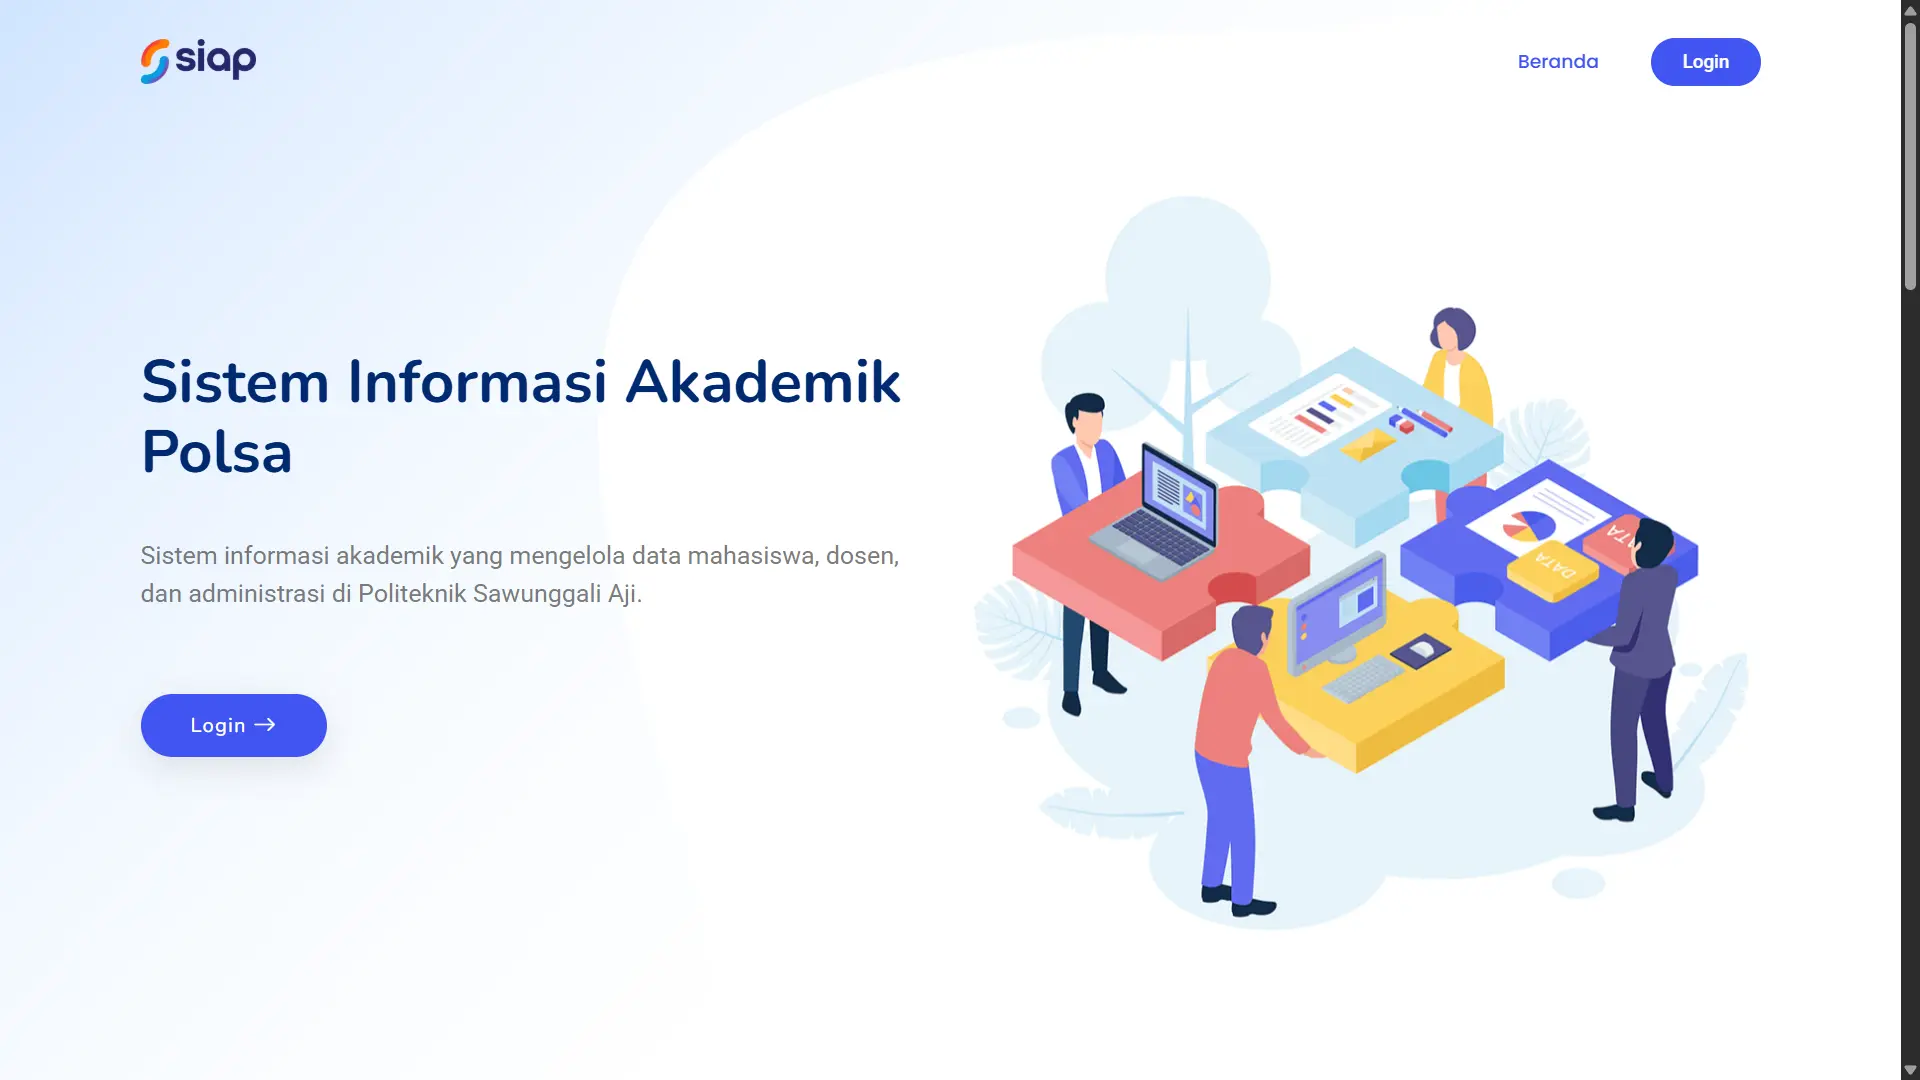 siap
Beranda
Login
Sistem Informasi Akademik
Polsa
Sistem informasi akademik yang mengelola data mahasiswa, dosen,
dan administrasi di Politeknik Sawunggali Aji.
Login →
DATA